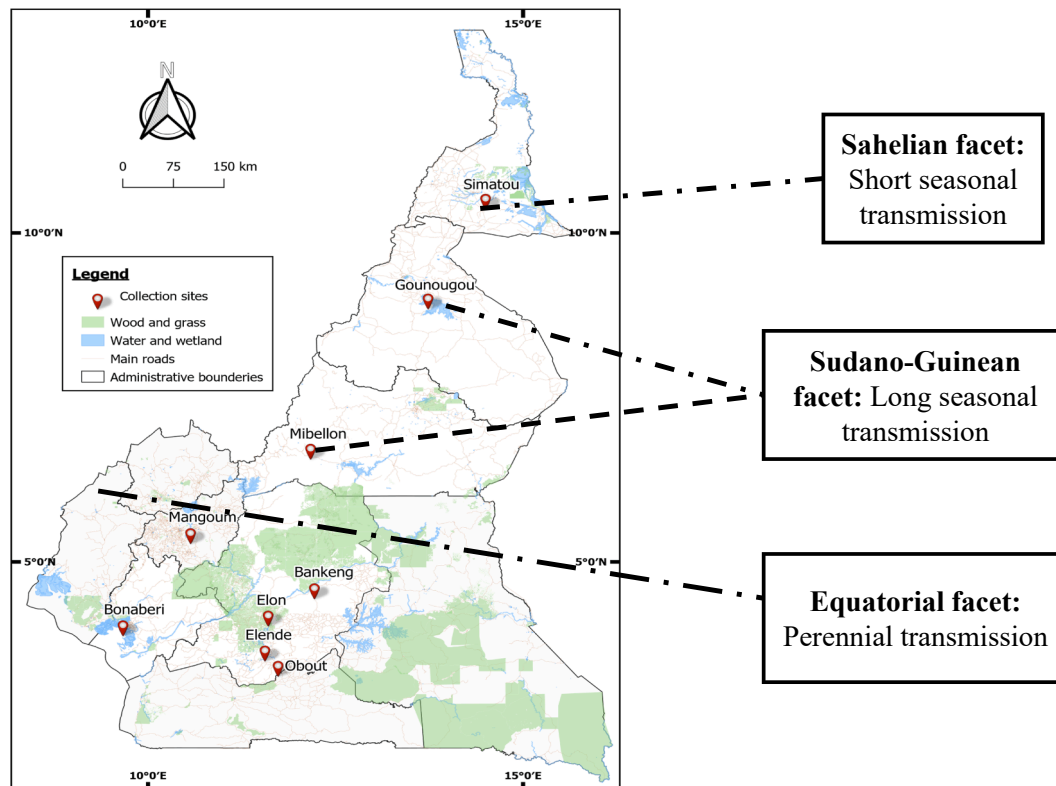 10°0'E
15°0'E
N
0 75 150 km
Simatou
10°0'N
10°0'N
Gounougou
Legend
Collection sites
Wood and grass
Water and wetland
Main roads
Administrative bounderies
Mibellon
Mangoum
5°0'N
5°0'N
Bankeng
Elon
Bonaberi
Elende
Obout
10°0'E
15°0'E
Sahelian facet:
Short seasonal
transmission
Sudano-Guinean
facet: Long seasonal
transmission
Equatorial facet:
Perennial transmission